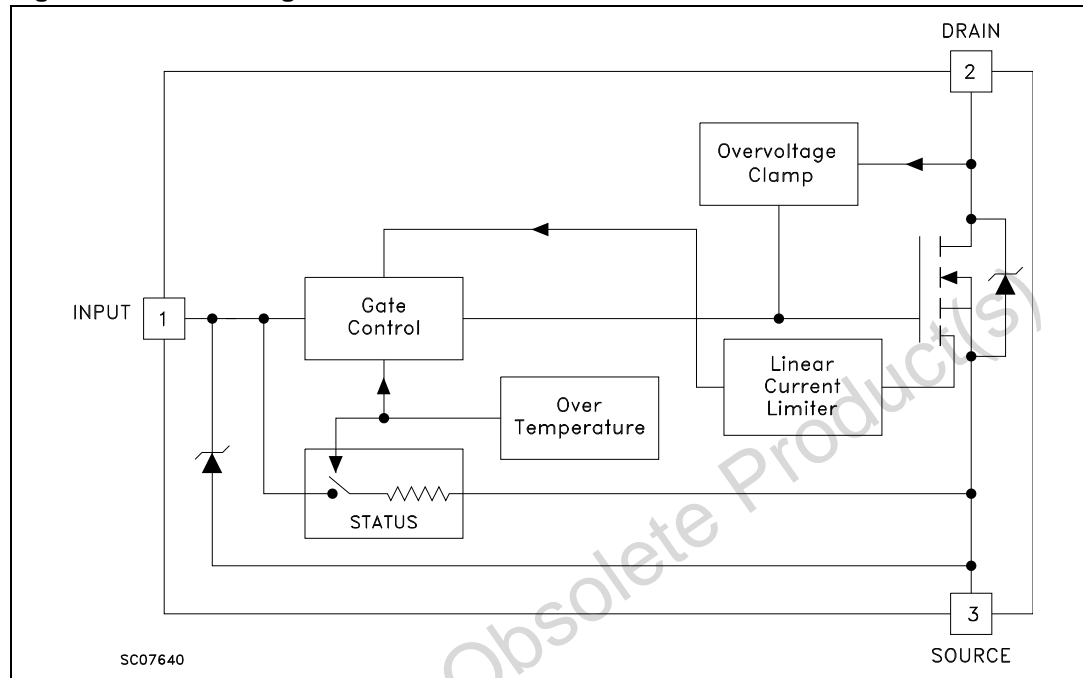 DRAIN
2
Overvoltage
Clamp
INPUT
1
Gate
Control
Linear
Current
Limiter
Over
Temperature
STATUS
3
SOURCE
SC07640
Obsolete Product(s)